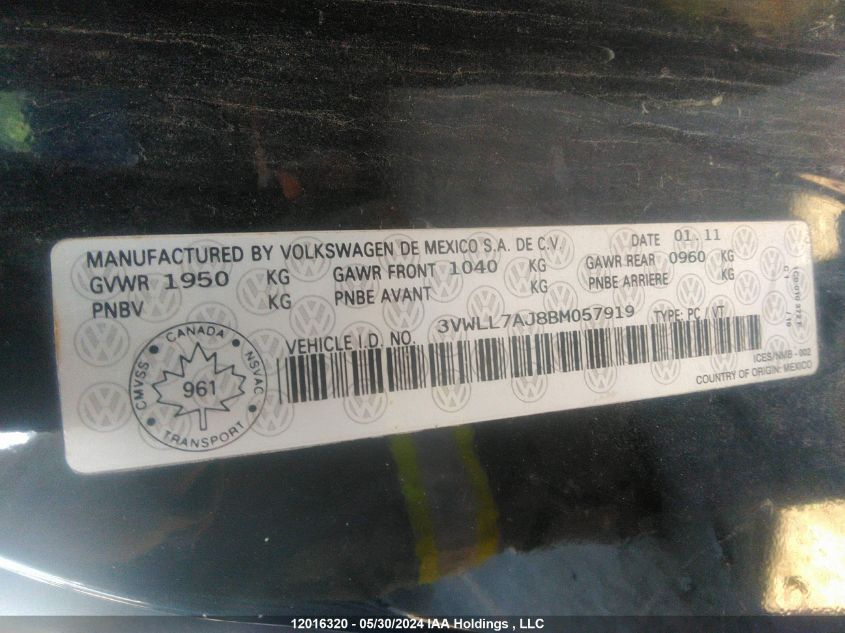 MANUFACTURED BY VOLKSWAGEN DE MEXICO S.A. DE C.V. DATE 01 11
GVWR 1950 KG GAWR FRONT 1040 KG GAWR REAR 0960 KG
PNBV KG PNBE AVANT KG PNBE ARRIERE KG
VEHICLE I.D. NO. 3VWLL7AJ8BM057919 TYPE: PC / VT
CANADA
CMVSS 961 NSVAC
TRANSPORT
ICES/NMB - 002
COUNTRY OF ORIGIN: MEXICO
12016320 - 05/30/2024 IAA Holdings , LLC